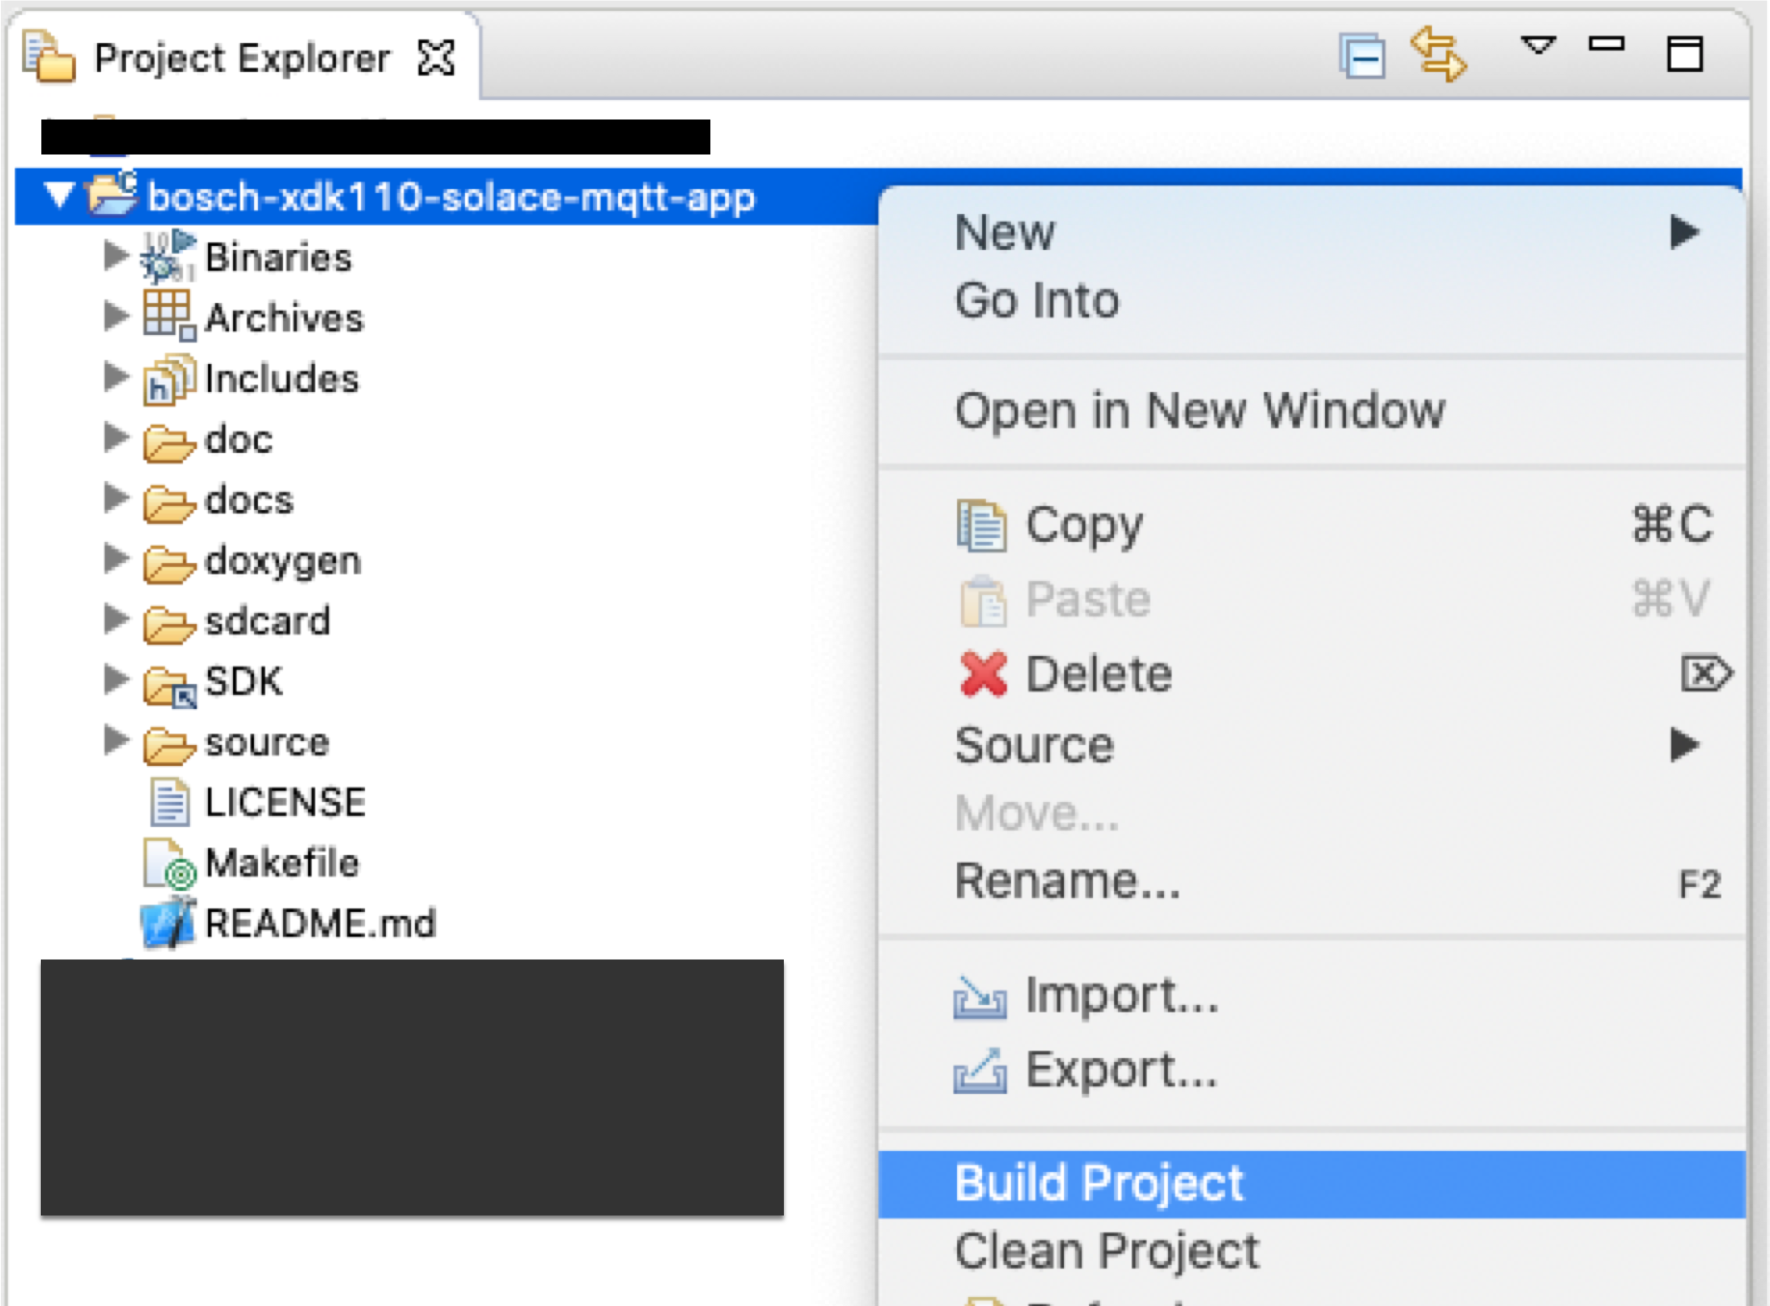 Project Explorer
bosch-xdk110-solace-mqtt-app
Binaries
Archives
Includes
doc
docs
doxygen
sdcard
SDK
source
LICENSE
Makefile
README.md
New
Go Into
Open in New Window
Copy ⌘C
Paste ⌘V
Delete ⌦
Source
Move...
Rename... F2
Import...
Export...
Build Project
Clean Project